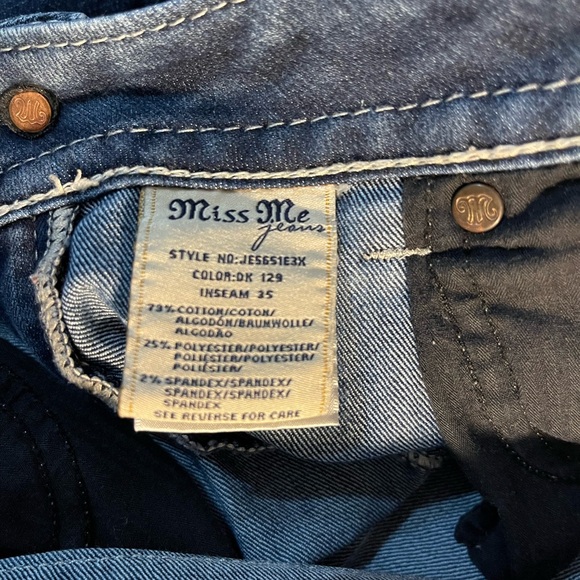 Miss Me
jeans
STYLE NO:JE5651E3X
COLOR:DK 129
INSEAM 35
73% COTTON/COTON/
ALGODÓN/BAUMWOLLE/
ALGODÃO
25% POLYESTER/POLYESTER/
POLIÉSTER/POLYESTER/
POLIÉSTER
2% SPANDEX/SPANDEX/
SPANDEX/SPANDEX/
SPANDEX
SEE REVERSE FOR CARE